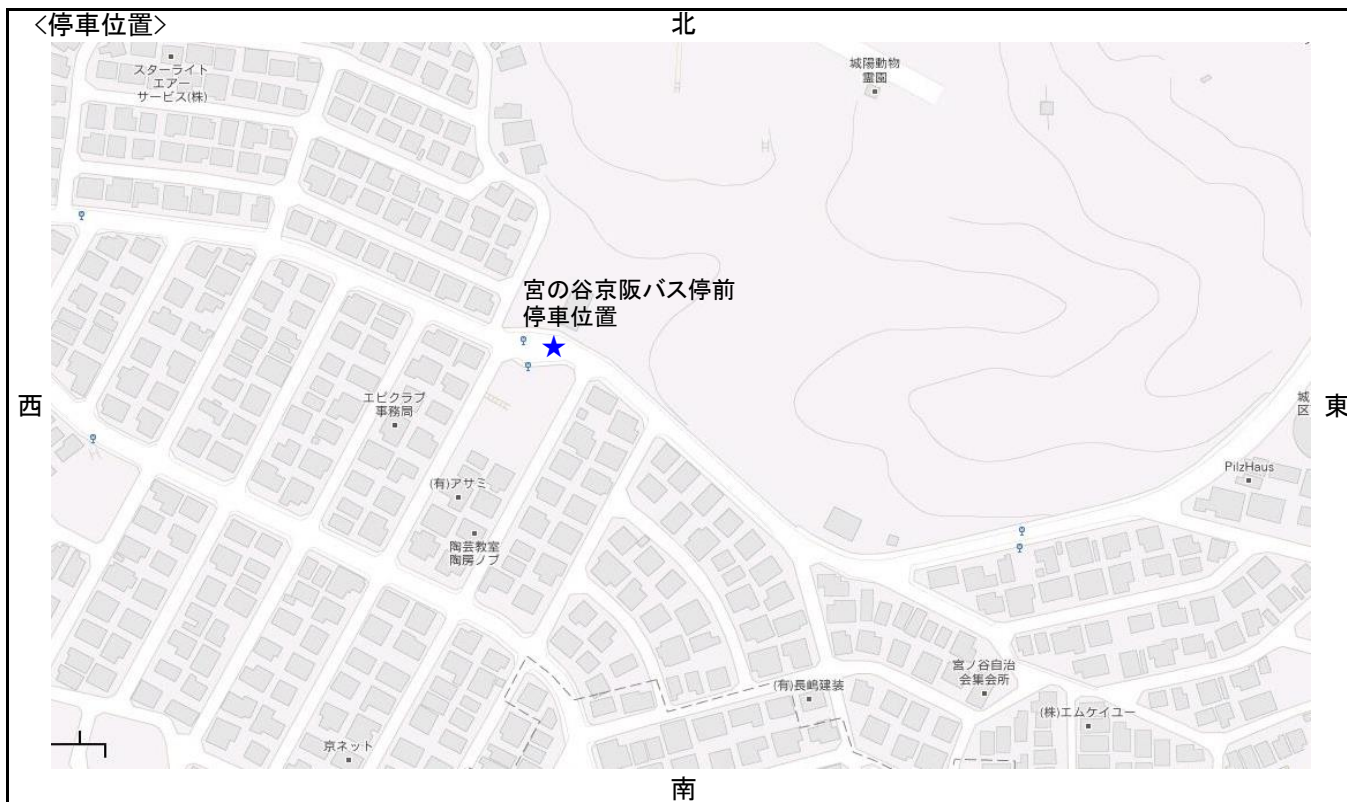 <停車位置>
北
スターライト
エアー
サービス(株)
城陽動物
霊園
宮の谷京阪バス停前
停車位置
西
エピクラブ
事務局
城
区
東
PilzHaus
(有)アサミ
陶芸教室
陶房ノブ
宮ノ谷自治
会集会所
(有)長嶋建装
(株)エムケイユー
京ネット
南